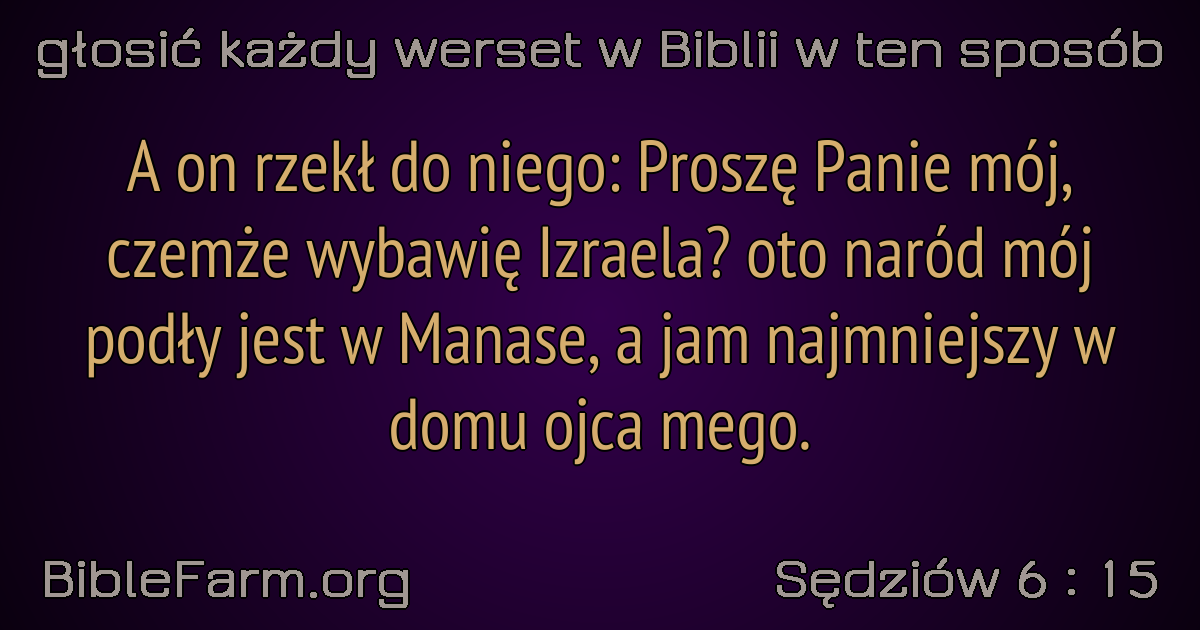 głosić każdy werset w Biblii w ten sposób
A on rzekł do niego: Proszę Panie mój,
czemże wybawię Izraela? oto naród mój
podły jest w Manase, a jam najmniejszy w
domu ojca mego.
BibleFarm.org
Sędziów 6 : 15